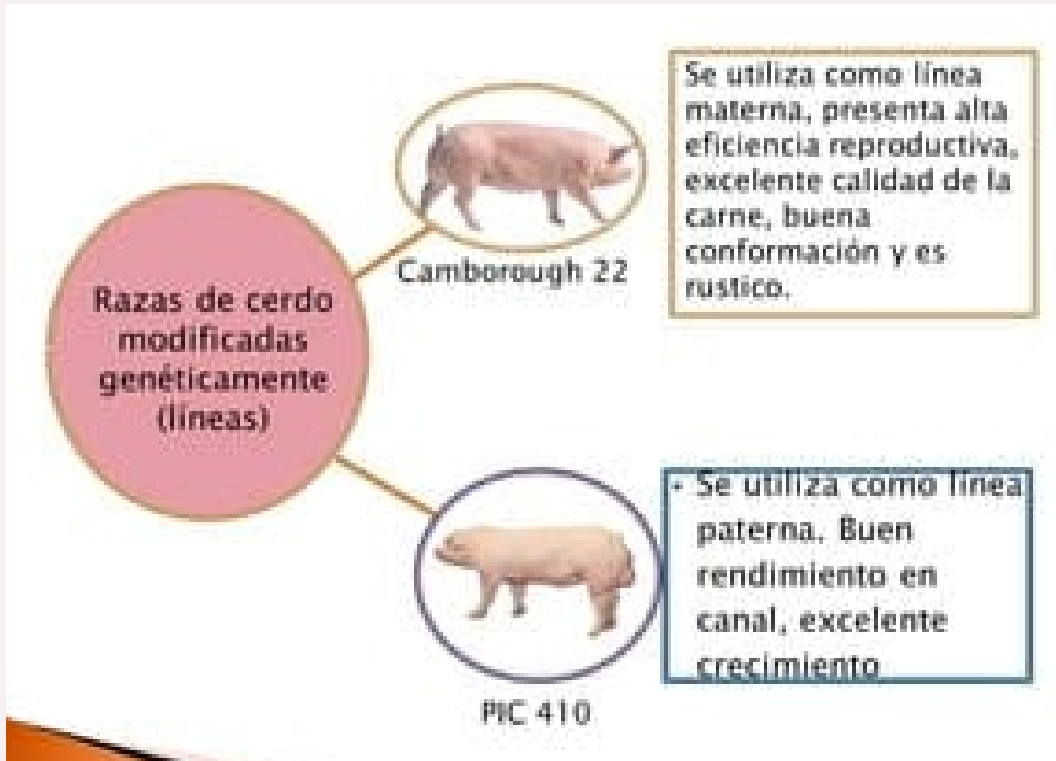 Razas de cerdo
modificadas
genéticamente
(líneas)
Camborough 22
Se utiliza como línea
materna, presenta alta
eficiencia reproductiva,
excelente calidad de la
carne, buena
conformación y es
rustico.
PIC 410
- Se utiliza como línea
paterna. Buen
rendimiento en
canal, excelente
crecimiento